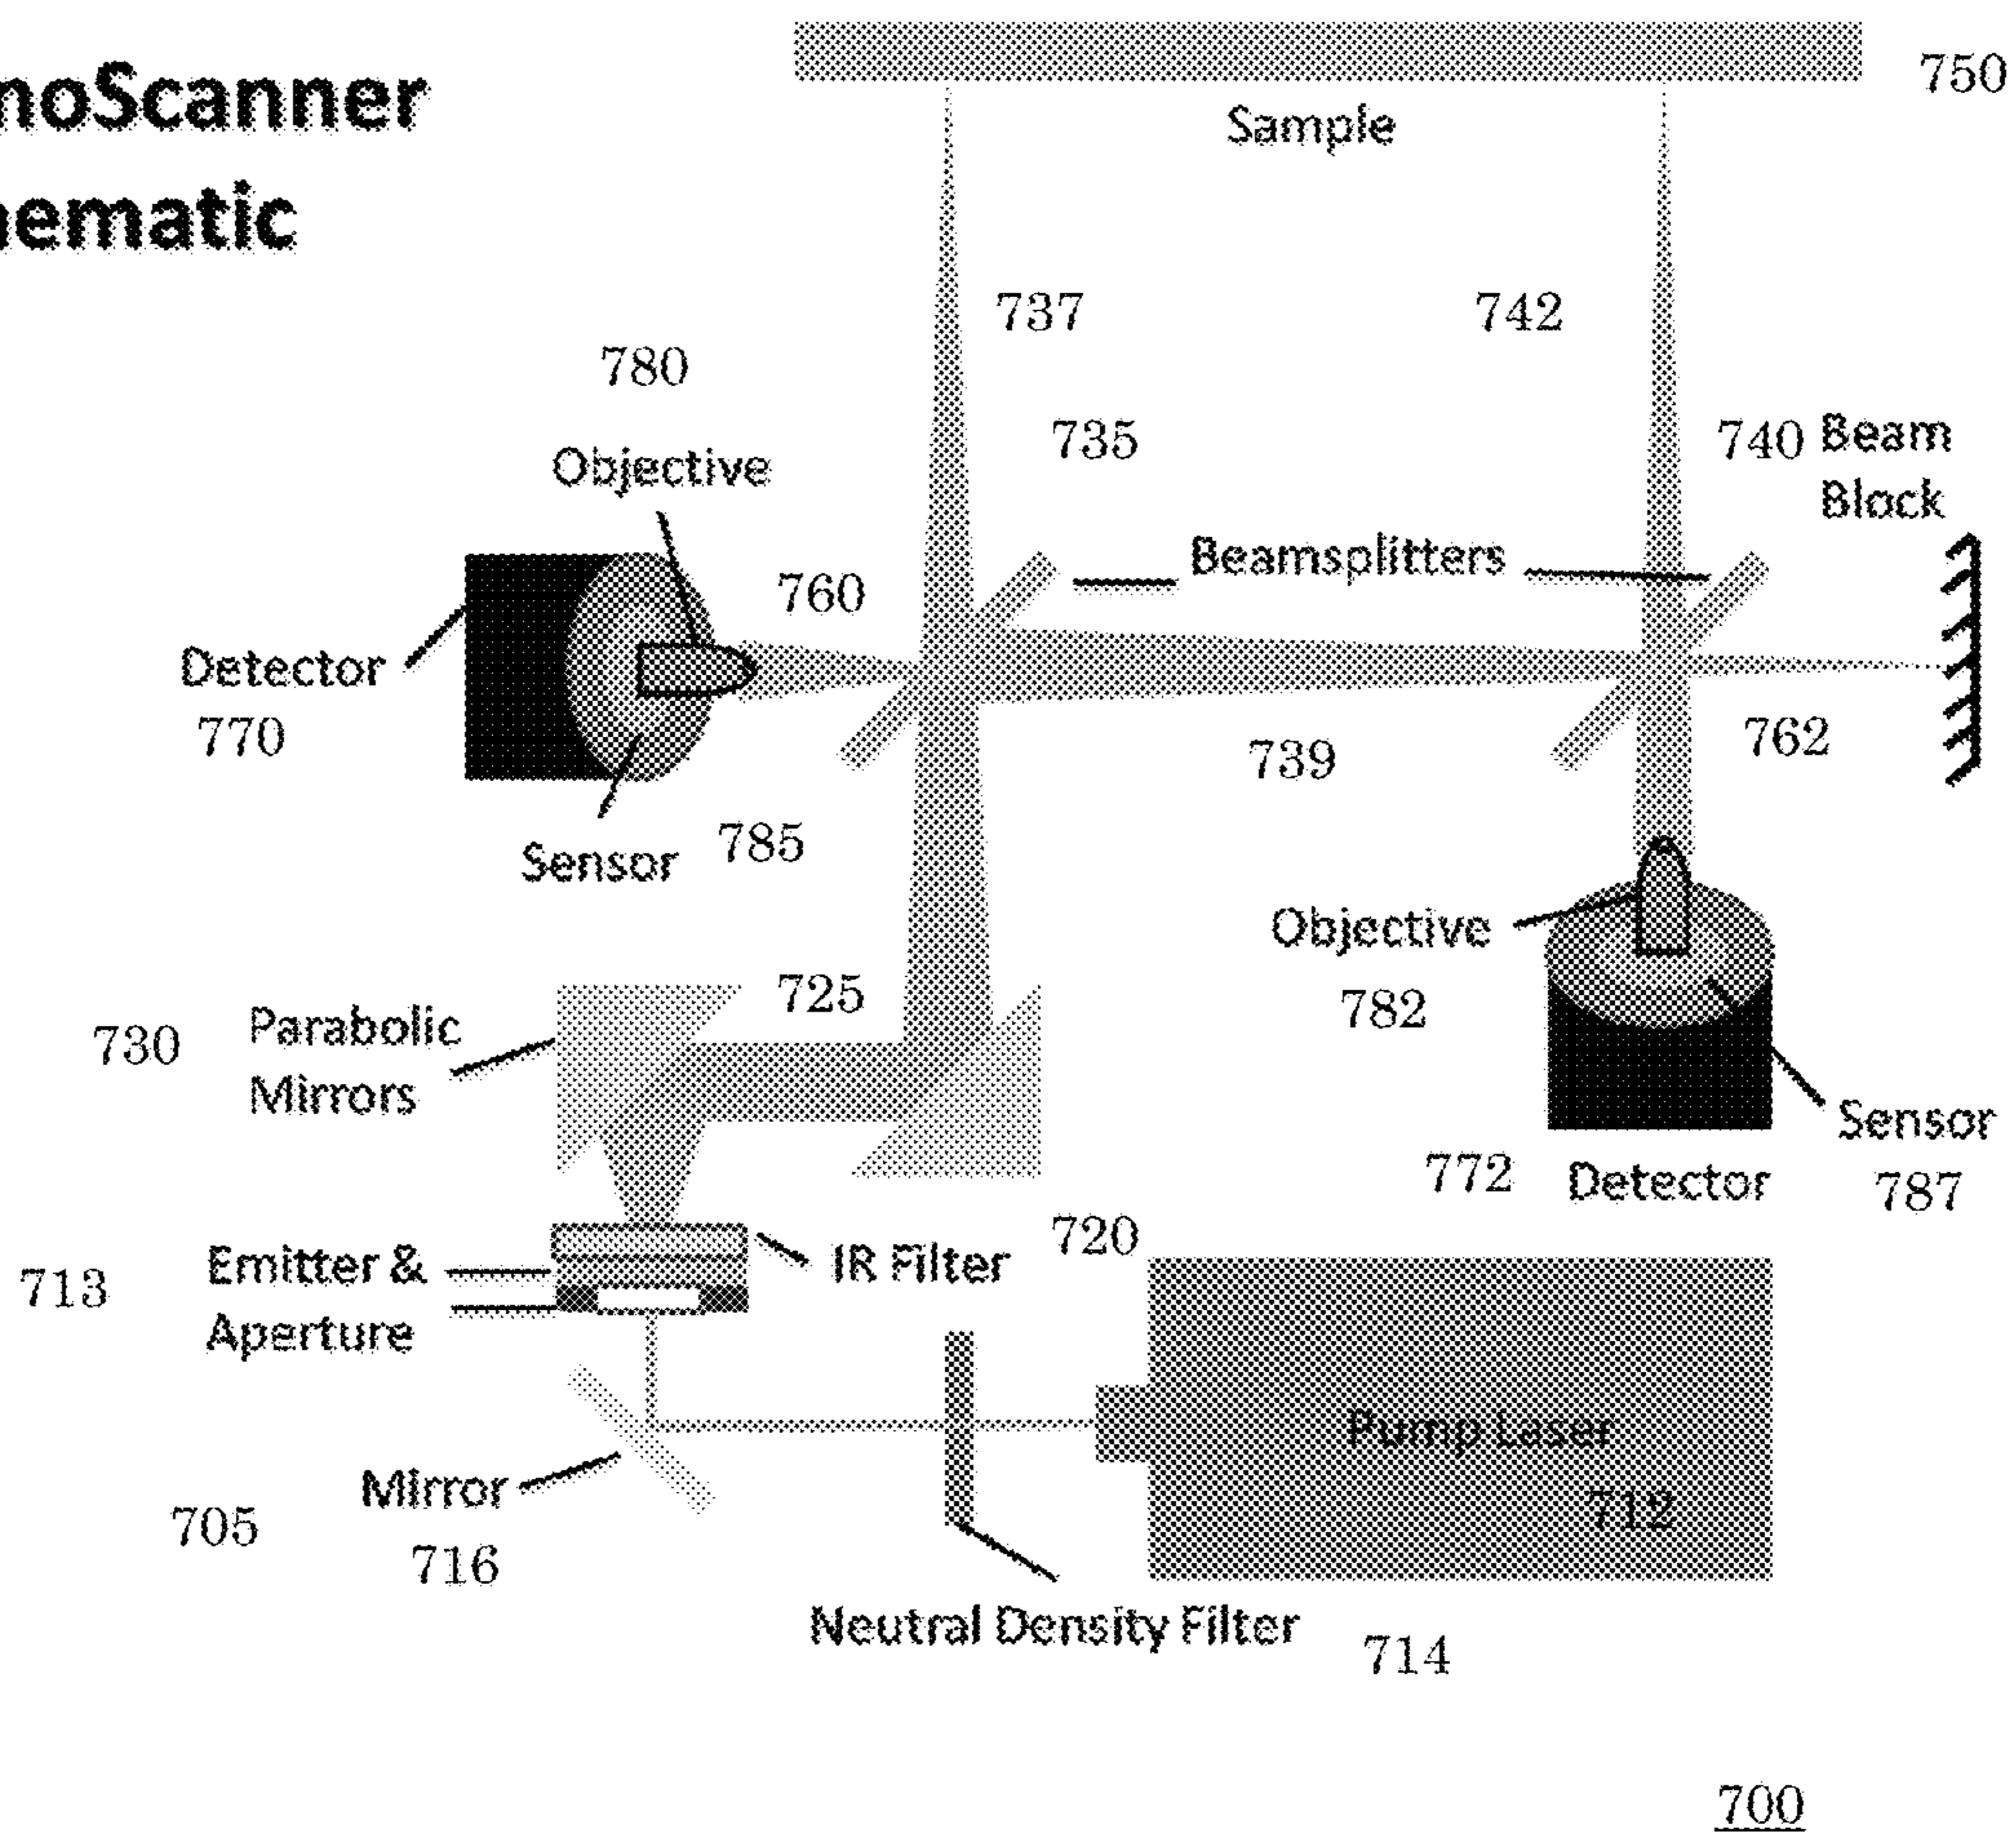 noScanner
hematic
750
Sample
737
742
780
735
740
Beam
Block
Objective
Beamsplitters
760
Detector
770
739
762
785
Sensor
Objective
782
725
730
Parabolic
Mirrors
Sensor
787
772
Detector
720
713
Emitter &
Aperture
IR Filter
Pump Laser
712
Mirror
705
716
Neutral Density Filter
714
700